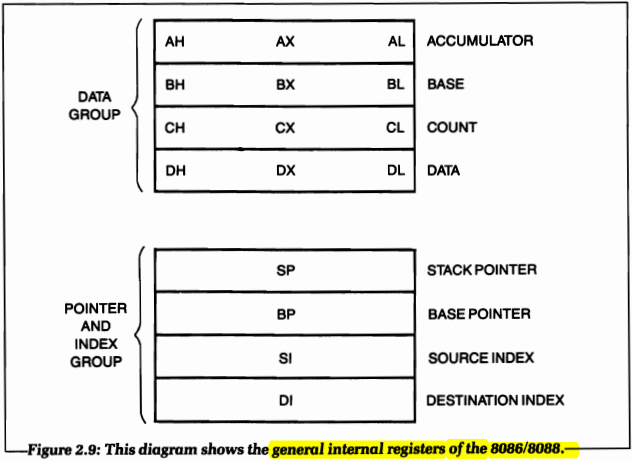 AH AX AL ACCUMULATOR
BH BX BL BASE
DATA
GROUP
CH CX CL COUNT
DH DX DL DATA
SP STACK POINTER
POINTER
AND
INDEX
GROUP
BP BASE POINTER
SI SOURCE INDEX
DI DESTINATION INDEX
Figure 2.9: This diagram shows the general internal registers of the 8086/8088.